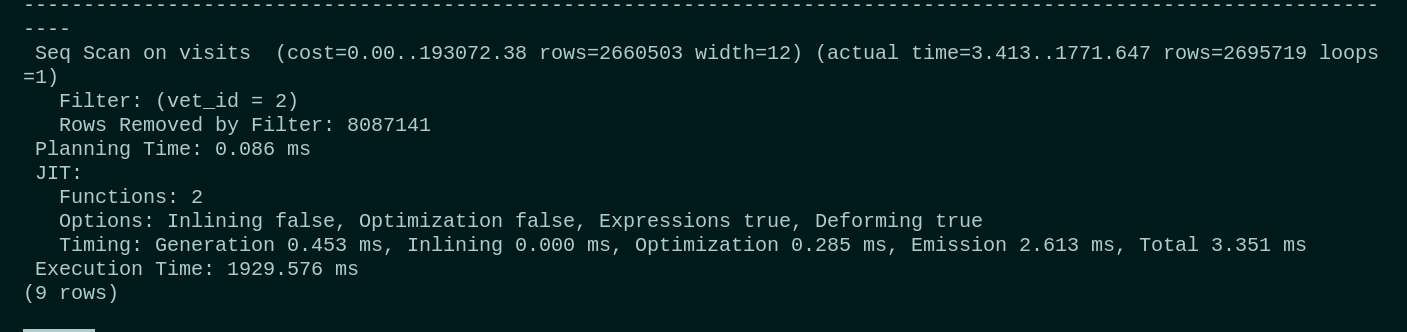 -----------------------------------------------------------------------------------------------------------------
----
Seq Scan on visits  (cost=0.00..193072.38 rows=2660503 width=12) (actual time=3.413..1771.647 rows=2695719 loops
=1)
Filter: (vet_id = 2)
Rows Removed by Filter: 8087141
Planning Time: 0.086 ms
JIT:
Functions: 2
Options: Inlining false, Optimization false, Expressions true, Deforming true
Timing: Generation 0.453 ms, Inlining 0.000 ms, Optimization 0.285 ms, Emission 2.613 ms, Total 3.351 ms
Execution Time: 1929.576 ms
(9 rows)